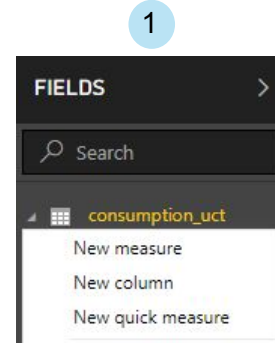 1
FIELDS >
Search
consumption_uct
New measure
New column
New quick measure